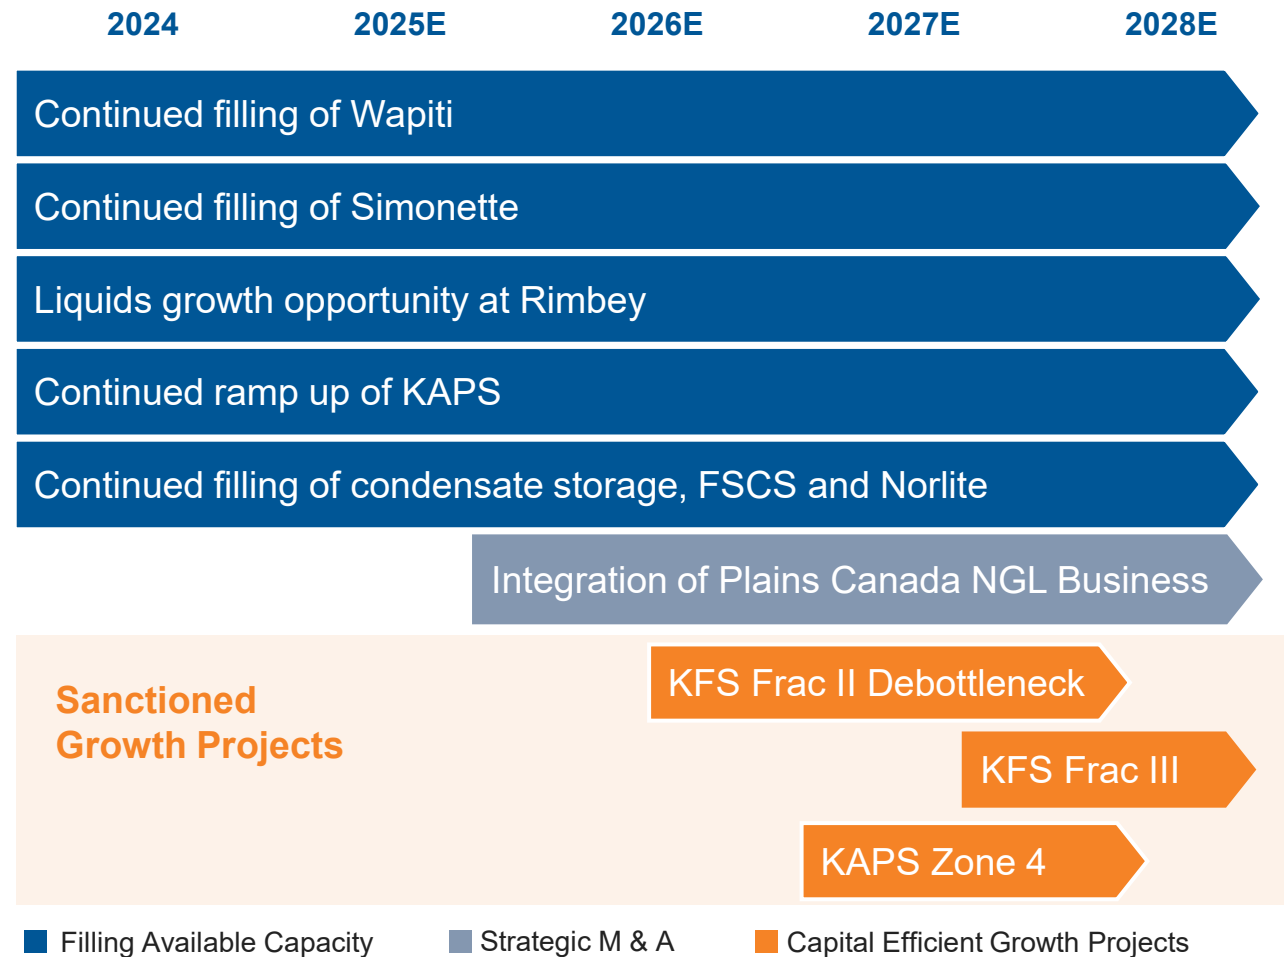 2024 2025E 2026E 2027E 2028E
Continued filling of Wapiti
Continued filling of Simonette
Liquids growth opportunity at Rimbey
Continued ramp up of KAPS
Continued filling of condensate storage, FSCS and Norlite
Integration of Plains Canada NGL Business
Sanctioned
Growth Projects
KFS Frac II Debottleneck
KFS Frac III
KAPS Zone 4
Filling Available Capacity Strategic M & A Capital Efficient Growth Projects